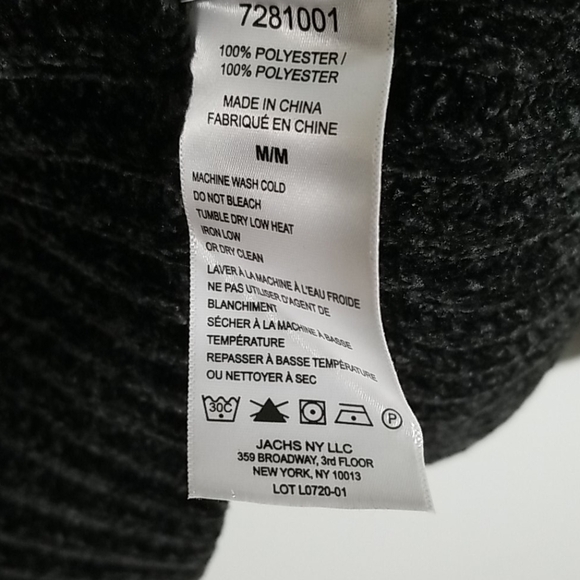 7281001
100% POLYESTER /
100% POLYESTER
MADE IN CHINA
FABRIQUÉ EN CHINE
M/M
MACHINE WASH COLD
DO NOT BLEACH
TUMBLE DRY LOW HEAT
IRON LOW
OR DRY CLEAN
LAVER À LA MACHINE À L'EAU FROIDE
NE PAS UTILISER D'AGENT DE
BLANCHIMENT
SÉCHER À LA MACHINE À BASSE
TEMPÉRATURE
REPASSER À BASSE TEMPÉRATURE
OU NETTOYER À SEC
30C P
JACHS NY LLC
359 BROADWAY, 3rd FLOOR
NEW YORK, NY 10013
LOT L0720-01